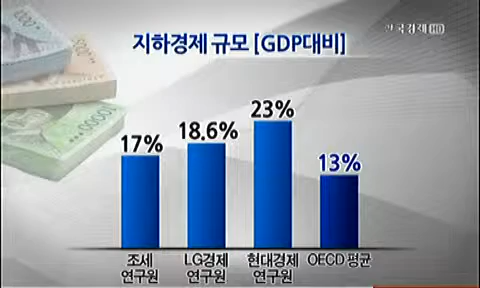 지하경제 규모 [GDP대비]
한국경제 HD
17%
18.6%
23%
13%
조세
연구원
LG경제
연구원
현대경제
연구원
OECD 평균